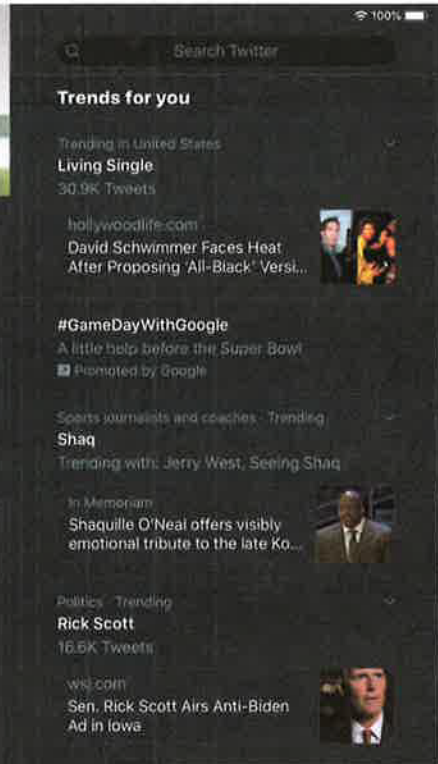 100%
Search Twitter
Trends for you
Trending in United States
Living Single
30.9K Tweets
hollywoodlife.com
David Schwimmer Faces Heat
After Proposing 'All-Black' Versi...
#GameDayWithGoogle
A little help before the Super Bowl
Promoted by Google
Sports journalists and coaches · Trending
Shaq
Trending with: Jerry West, Seeing Shaq
In Memoriam
Shaquille O'Neal offers visibly
emotional tribute to the late Ko...
Politics · Trending
Rick Scott
16.6K Tweets
wsj.com
Sen. Rick Scott Airs Anti-Biden
Ad in Iowa